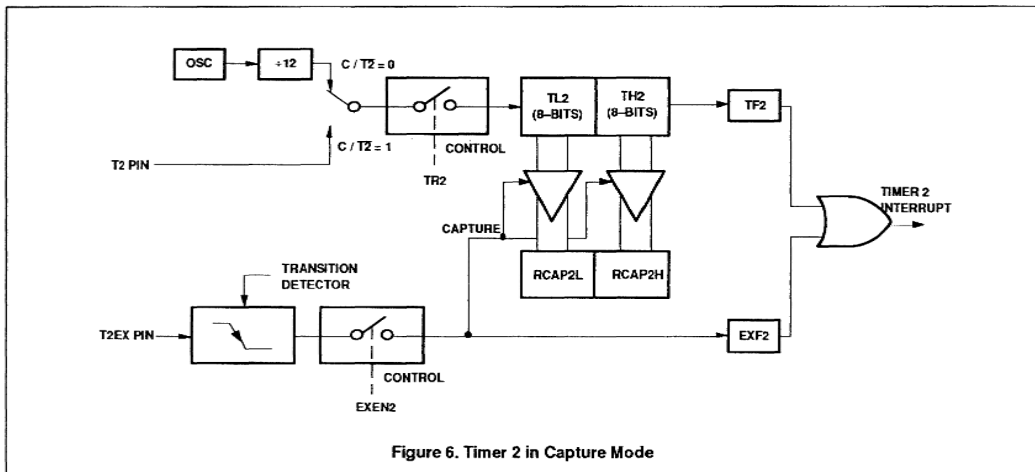 OSC
÷12
C / T2̅ = 0
C / T2̅ = 1
T2 PIN
CONTROL
TR2
TL2
(8–BITS)
TH2
(8–BITS)
TF2
TIMER 2
INTERRUPT
CAPTURE
RCAP2L
RCAP2H
TRANSITION
DETECTOR
T2EX PIN
CONTROL
EXEN2
EXF2
Figure 6. Timer 2 in Capture Mode